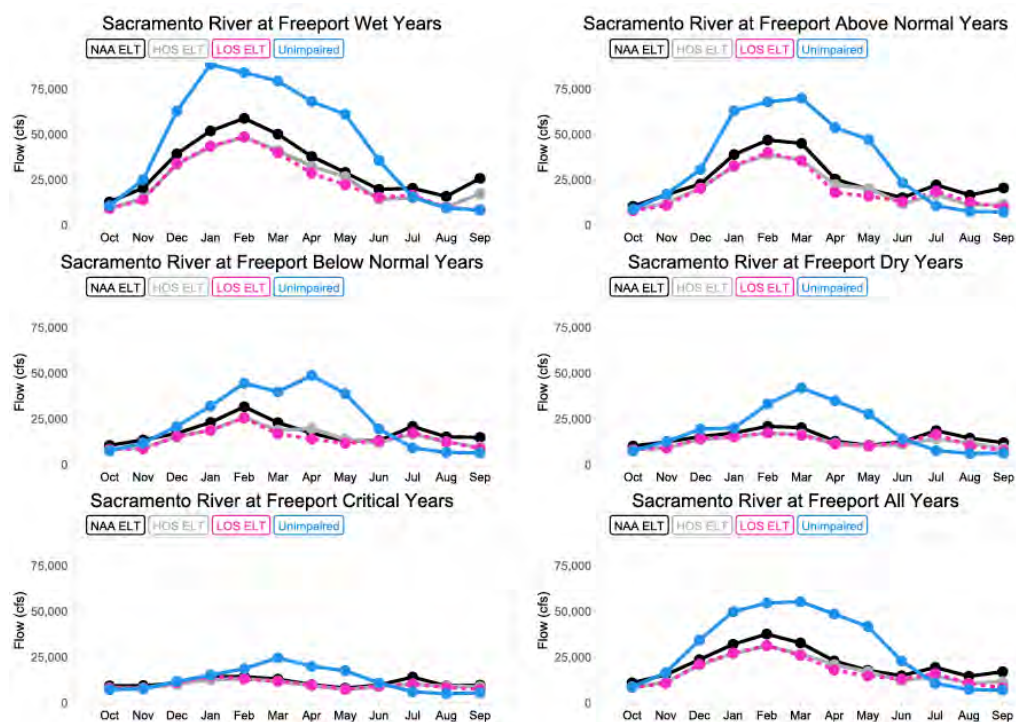 Sacramento River at Freeport Wet Years
NAA ELT HOS ELT LOS ELT Unimpaired
Flow (cfs)
75,000
50,000
25,000
0
Oct Nov Dec Jan Feb Mar Apr May Jun Jul Aug Sep
Sacramento River at Freeport Above Normal Years
NAA ELT HOS ELT LOS ELT Unimpaired
Flow (cfs)
75,000
50,000
25,000
0
Oct Nov Dec Jan Feb Mar Apr May Jun Jul Aug Sep
Sacramento River at Freeport Below Normal Years
NAA ELT HOS ELT LOS ELT Unimpaired
Flow (cfs)
75,000
50,000
25,000
0
Oct Nov Dec Jan Feb Mar Apr May Jun Jul Aug Sep
Sacramento River at Freeport Dry Years
NAA ELT HOS ELT LOS ELT Unimpaired
Flow (cfs)
75,000
50,000
25,000
0
Oct Nov Dec Jan Feb Mar Apr May Jun Jul Aug Sep
Sacramento River at Freeport Critical Years
NAA ELT HOS ELT LOS ELT Unimpaired
Flow (cfs)
75,000
50,000
25,000
0
Oct Nov Dec Jan Feb Mar Apr May Jun Jul Aug Sep
Sacramento River at Freeport All Years
NAA ELT HOS ELT LOS ELT Unimpaired
Flow (cfs)
75,000
50,000
25,000
0
Oct Nov Dec Jan Feb Mar Apr May Jun Jul Aug Sep